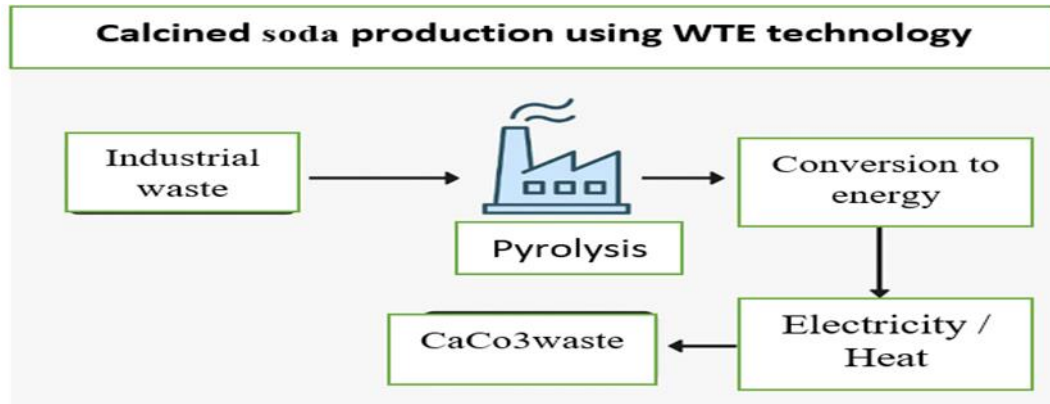 Calcined soda production using WTE technology
Industrial
waste
Pyrolysis
Conversion to
energy
Electricity /
Heat
CaCo3waste